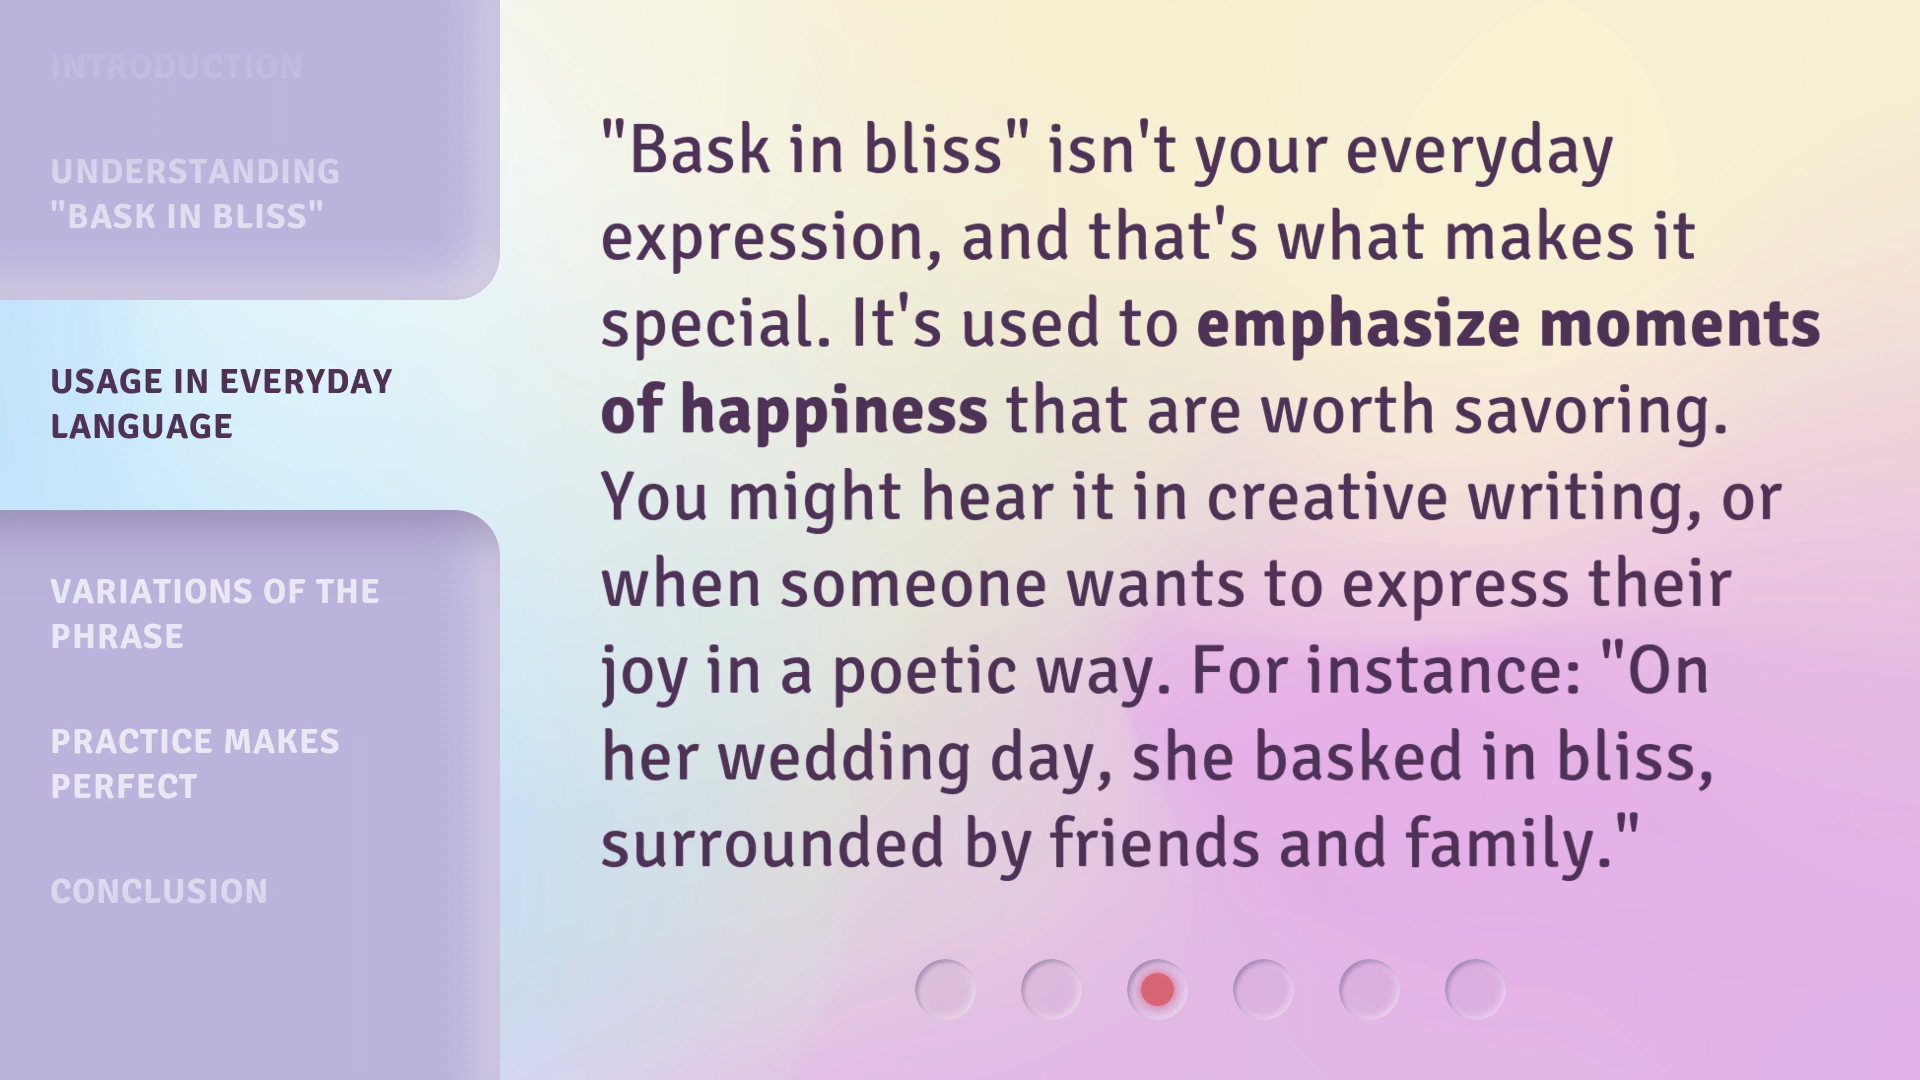 INTRODUCTION
UNDERSTANDING
"BASK IN BLISS"
USAGE IN EVERYDAY
LANGUAGE
VARIATIONS OF THE
PHRASE
PRACTICE MAKES
PERFECT
CONCLUSION
"Bask in bliss" isn't your everyday
expression, and that's what makes it
special. It's used to emphasize moments
of happiness that are worth savoring.
You might hear it in creative writing, or
when someone wants to express their
joy in a poetic way. For instance: "On
her wedding day, she basked in bliss,
surrounded by friends and family."